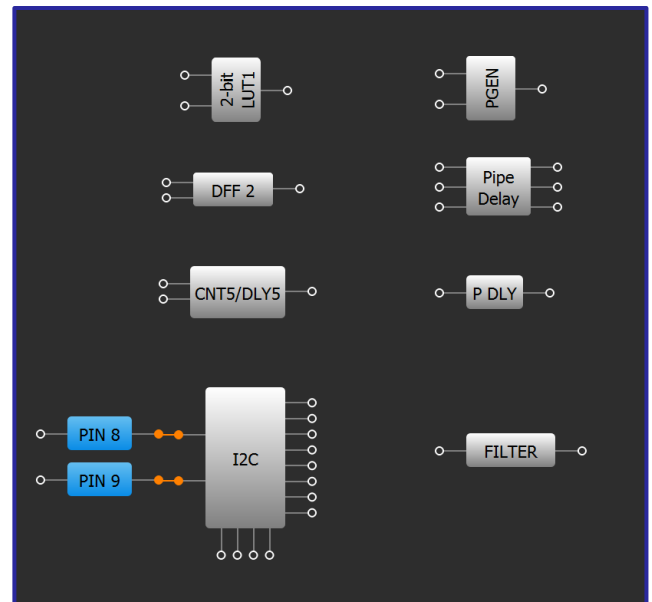 2-bit
LUT1
PGEN
DFF 2
Pipe
Delay
CNT5/DLY5
P DLY
PIN 8
I2C
FILTER
PIN 9